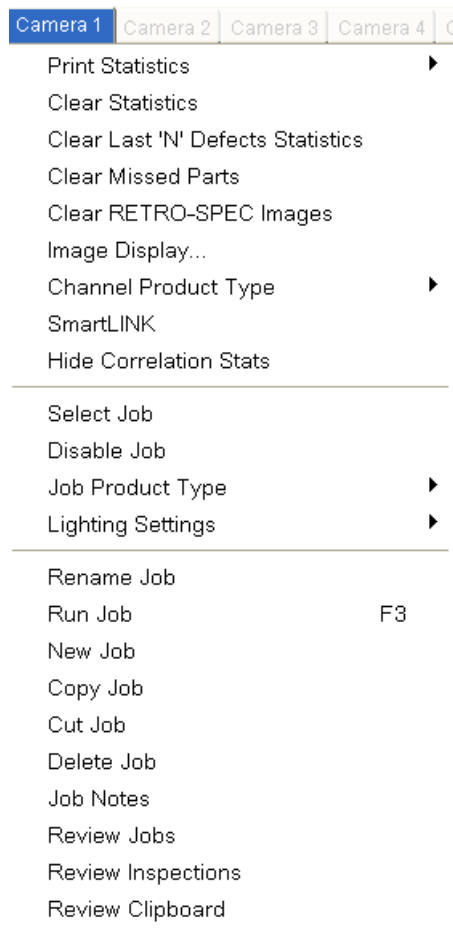 Camera 1 Camera 2 Camera 3 Camera 4
Print Statistics
Clear Statistics
Clear Last 'N' Defects Statistics
Clear Missed Parts
Clear RETRO-SPEC Images
Image Display...
Channel Product Type
SmartLINK
Hide Correlation Stats
Select Job
Disable Job
Job Product Type
Lighting Settings
Rename Job
Run Job F3
New Job
Copy Job
Cut Job
Delete Job
Job Notes
Review Jobs
Review Inspections
Review Clipboard